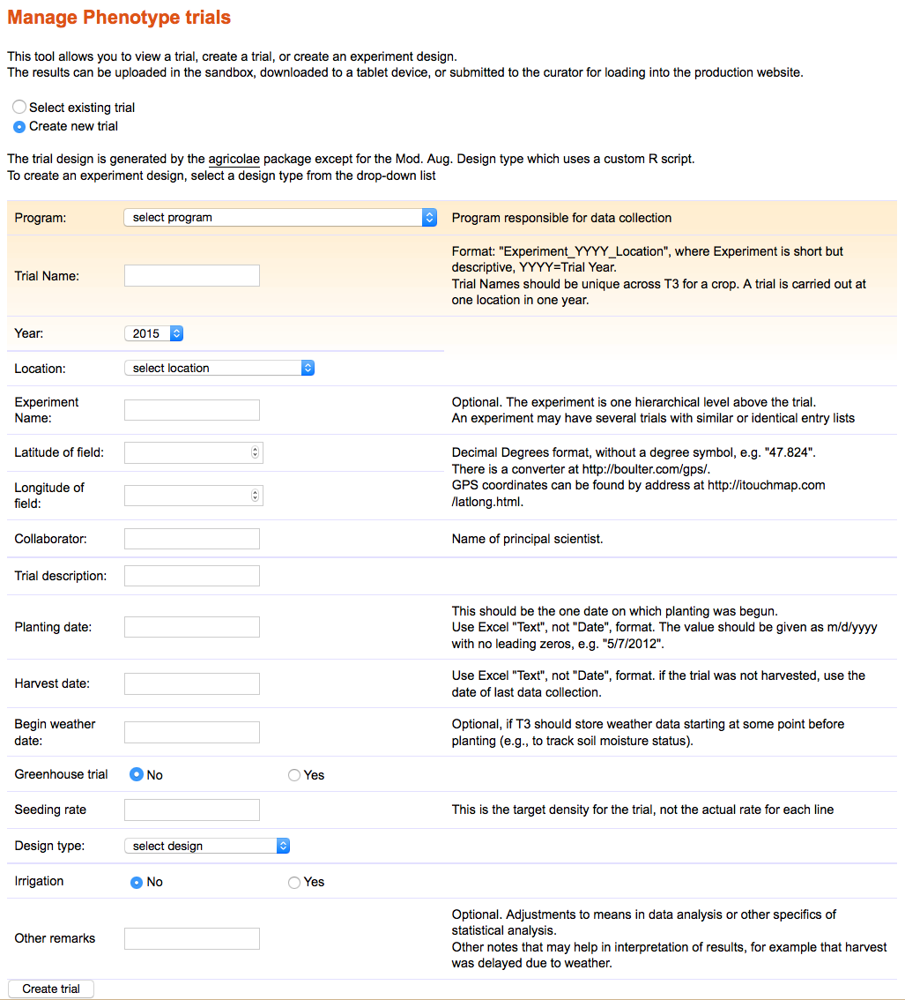 Manage Phenotype trials
This tool allows you to view a trial, create a trial, or create an experiment design.
The results can be uploaded in the sandbox, downloaded to a tablet device, or submitted to the curator for loading into the production website.
Select existing trial
Create new trial
The trial design is generated by the agricolae package except for the Mod. Aug. Design type which uses a custom R script.
To create an experiment design, select a design type from the drop-down list
Program: select program Program responsible for data collection
Trial Name:
Format: "Experiment_YYYY_Location", where Experiment is short but
descriptive, YYYY=Trial Year.
Trial Names should be unique across T3 for a crop. A trial is carried out at
one location in one year.
Year: 2015
Location: select location
Experiment
Name:
Optional. The experiment is one hierarchical level above the trial.
An experiment may have several trials with similar or identical entry lists
Latitude of field:
Longitude of
field:
Decimal Degrees format, without a degree symbol, e.g. "47.824".
There is a converter at http://boulter.com/gps/.
GPS coordinates can be found by address at http://itouchmap.com
/latlong.html.
Collaborator: Name of principal scientist.
Trial description:
Planting date:
This should be the one date on which planting was begun.
Use Excel "Text", not "Date", format. The value should be given as m/d/yyyy
with no leading zeros, e.g. "5/7/2012".
Harvest date:
Use Excel "Text", not "Date", format. if the trial was not harvested, use the
date of last data collection.
Begin weather
date:
Optional, if T3 should store weather data starting at some point before
planting (e.g., to track soil moisture status).
Greenhouse trial No Yes
Seeding rate This is the target density for the trial, not the actual rate for each line
Design type: select design
Irrigation No Yes
Other remarks
Optional. Adjustments to means in data analysis or other specifics of
statistical analysis.
Other notes that may help in interpretation of results, for example that harvest
was delayed due to weather.
Create trial